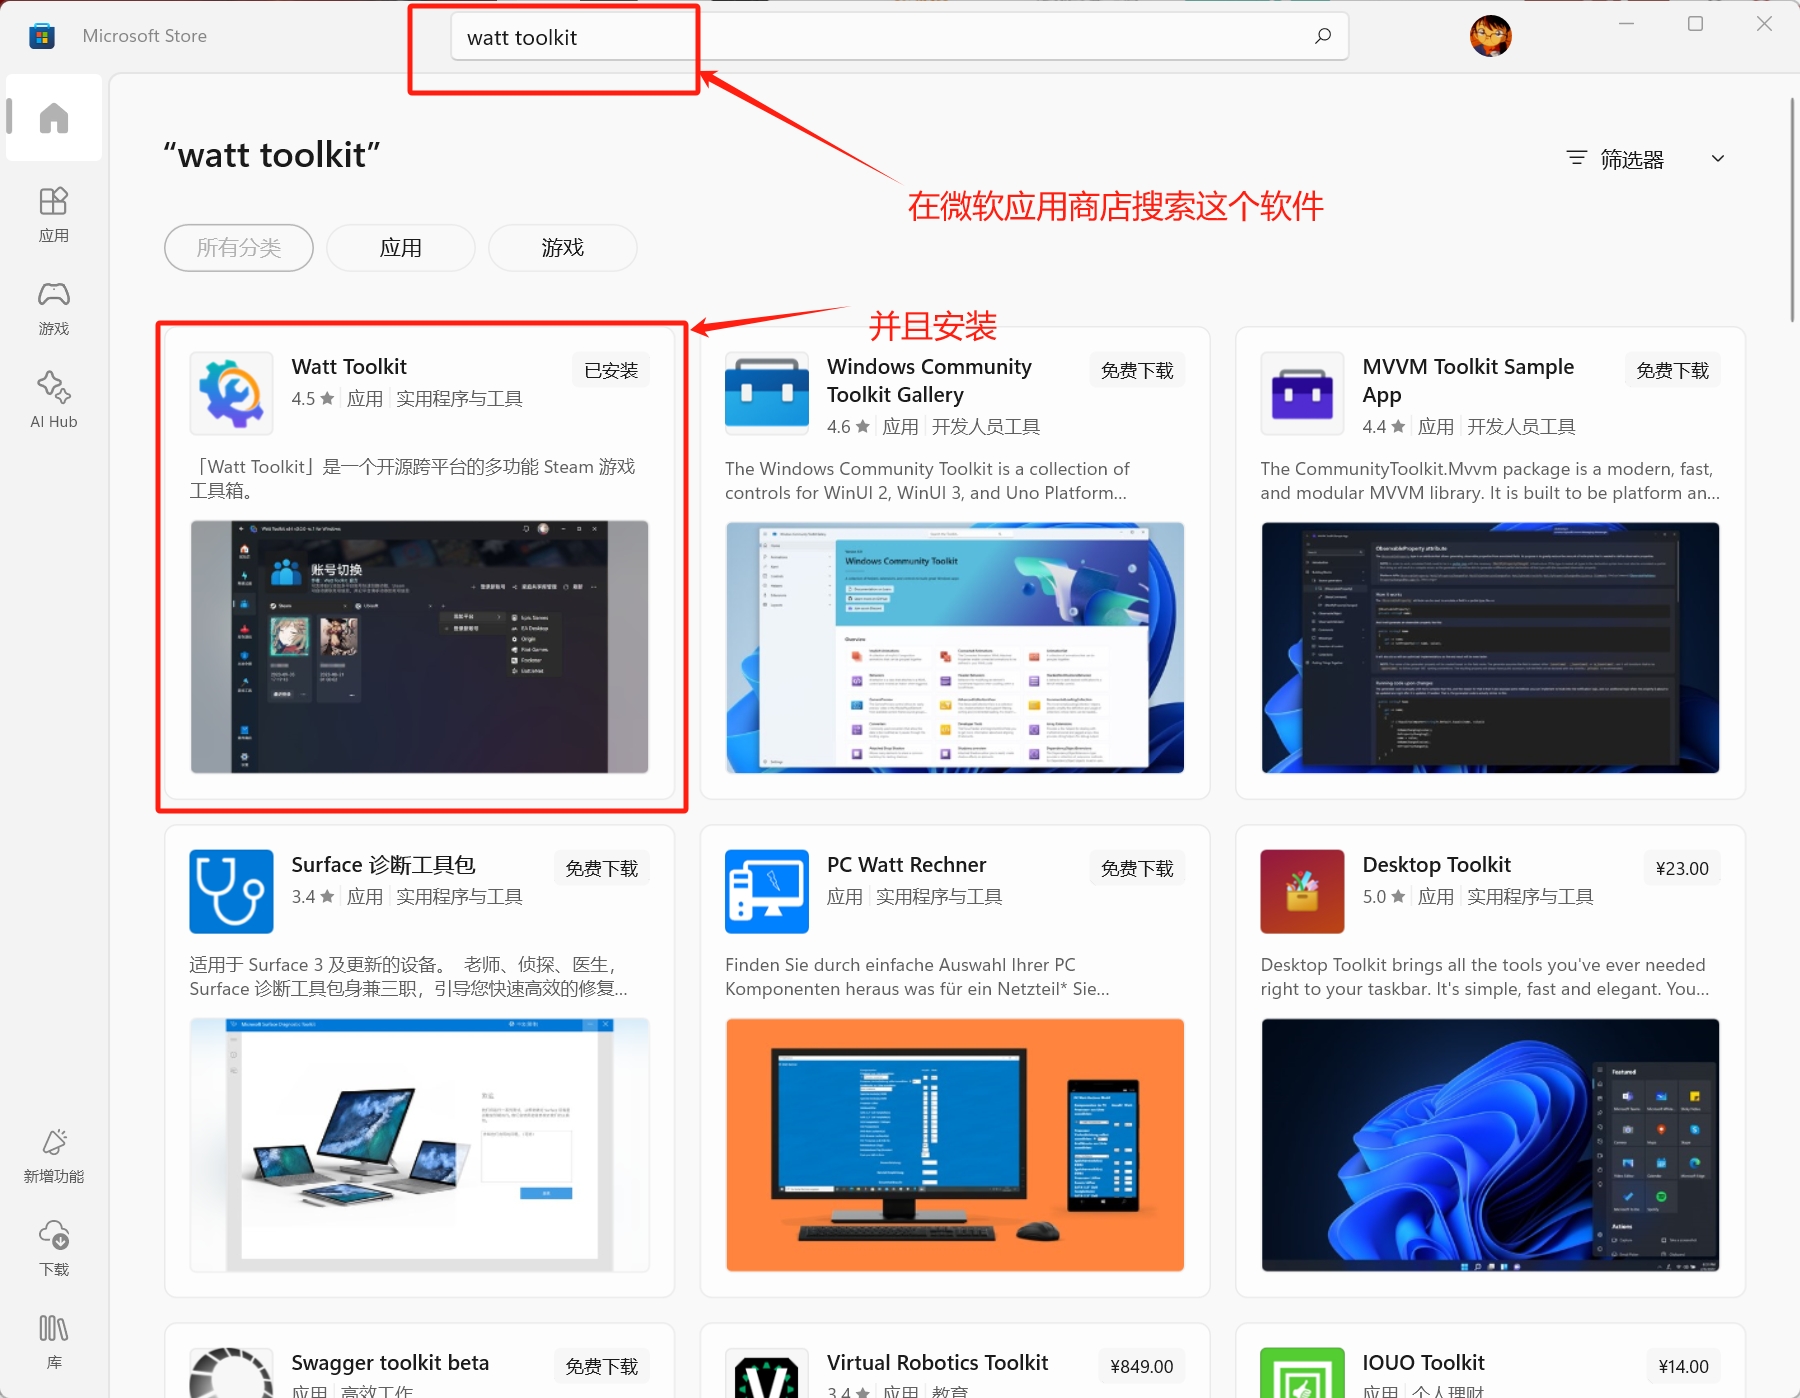 Microsoft Store
watt toolkit
“watt toolkit”
筛选器
在微软应用商店搜索这个软件
所有分类
应用
游戏
并且安装
应用
游戏
AI Hub
新增功能
下载
库
Watt Toolkit
已安装
4.5 ★ 应用 实用程序与工具
「Watt Toolkit」是一个开源跨平台的多功能 Steam 游戏
工具箱。
账号切换
Windows Community
Toolkit Gallery
免费下载
4.6 ★ 应用 开发人员工具
The Windows Community Toolkit is a collection of
controls for WinUI 2, WinUI 3, and Uno Platform...
Windows Community Toolkit
MVVM Toolkit Sample
App
免费下载
4.4 ★ 应用 开发人员工具
The CommunityToolkit.Mvvm package is a modern, fast,
and modular MVVM library. It is built to be platform an...
ObservableProperty attribute
Surface 诊断工具包
免费下载
3.4 ★ 应用 实用程序与工具
适用于 Surface 3 及更新的设备。 老师、侦探、医生，
Surface 诊断工具包身兼三职，引导您快速高效的修复...
PC Watt Rechner
免费下载
应用 实用程序与工具
Finden Sie durch einfache Auswahl Ihrer PC
Komponenten heraus was für ein Netzteil* Sie...
Desktop Toolkit
¥23.00
5.0 ★ 应用 实用程序与工具
Desktop Toolkit brings all the tools you've ever needed
right to your taskbar. It's simple, fast and elegant. You...
Featured
Actions
Swagger toolkit beta
免费下载
应用 高效工作
Virtual Robotics Toolkit
¥849.00
3.4 ★ 应用 教育
IOUO Toolkit
¥14.00
应用 个人理财